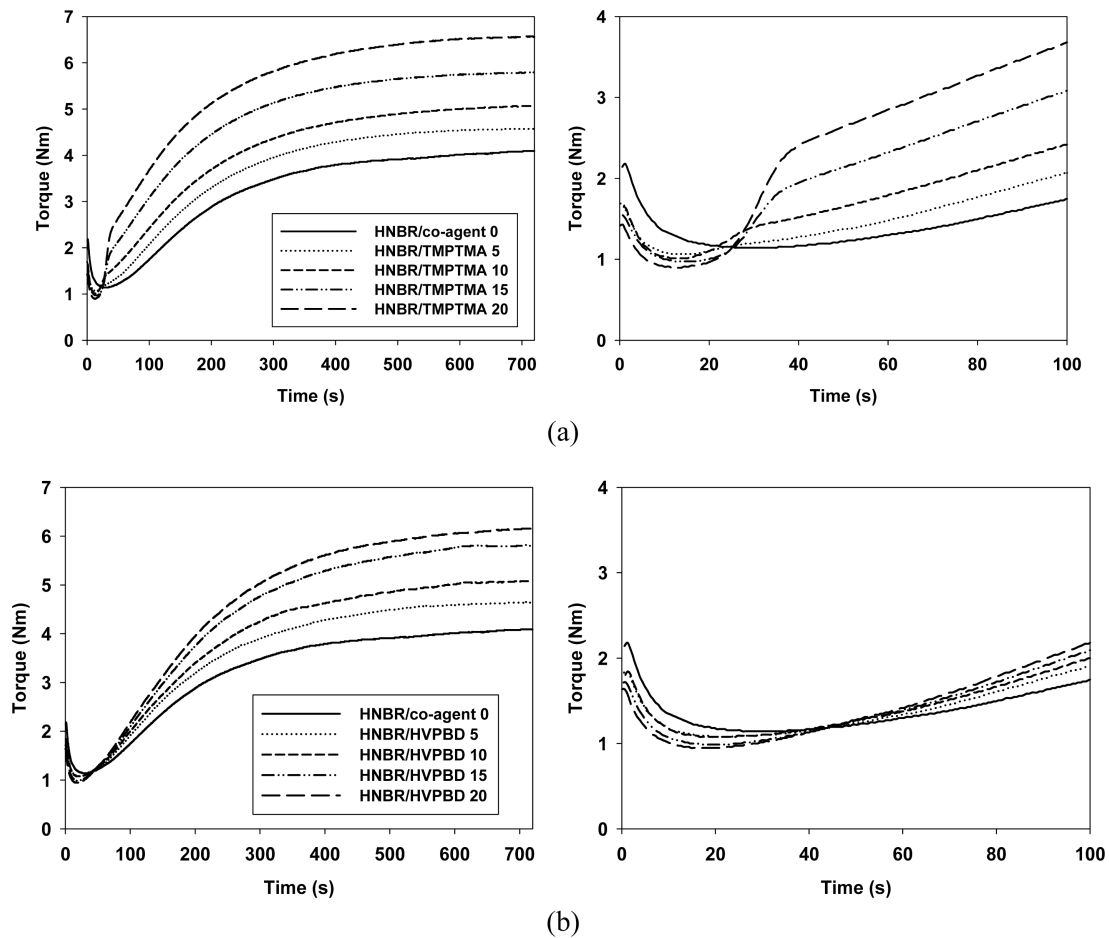 7
6
5
4
3
2
1
0
Torque (Nm)
HNBR/co-agent 0
HNBR/TMPTMA 5
HNBR/TMPTMA 10
HNBR/TMPTMA 15
HNBR/TMPTMA 20
0 100 200 300 400 500 600 700
Time (s)
4
3
2
1
0
Torque (Nm)
0 20 40 60 80 100
Time (s)
(a)
7
6
5
4
3
2
1
0
Torque (Nm)
HNBR/co-agent 0
HNBR/HVPBD 5
HNBR/HVPBD 10
HNBR/HVPBD 15
HNBR/HVPBD 20
0 100 200 300 400 500 600 700
Time (s)
4
3
2
1
0
Torque (Nm)
0 20 40 60 80 100
Time (s)
(b)